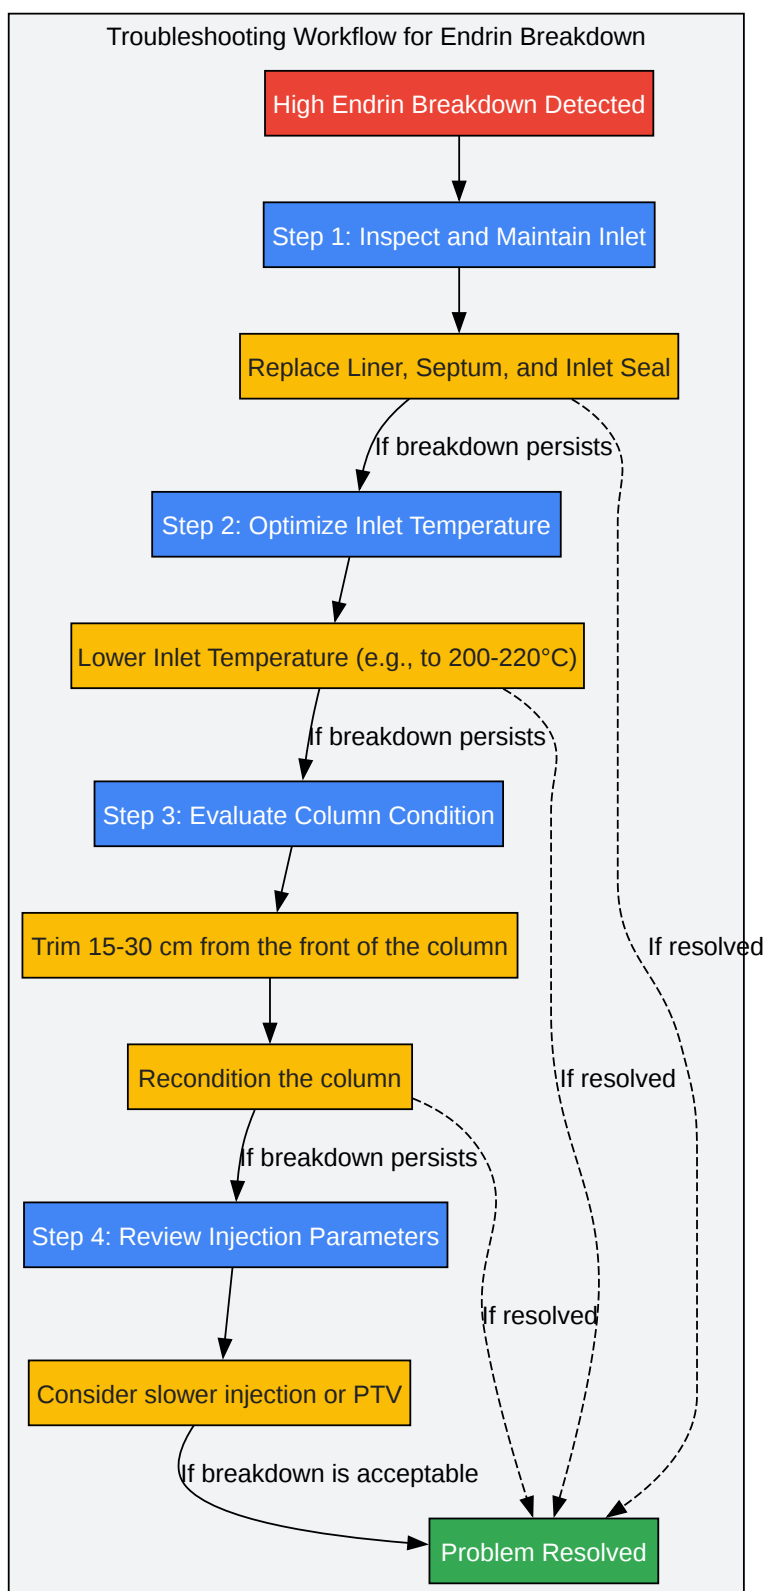 Troubleshooting Workflow for Endrin Breakdown
High Endrin Breakdown Detected
Step 1: Inspect and Maintain Inlet
Replace Liner, Septum, and Inlet Seal
If breakdown persists
Step 2: Optimize Inlet Temperature
Lower Inlet Temperature (e.g., to 200-220°C)
If breakdown persists
Step 3: Evaluate Column Condition
Trim 15-30 cm from the front of the column
If resolved
Recondition the column
If resolved
If breakdown persists
Step 4: Review Injection Parameters
If resolved
Consider slower injection or PTV
If breakdown is acceptable
Problem Resolved